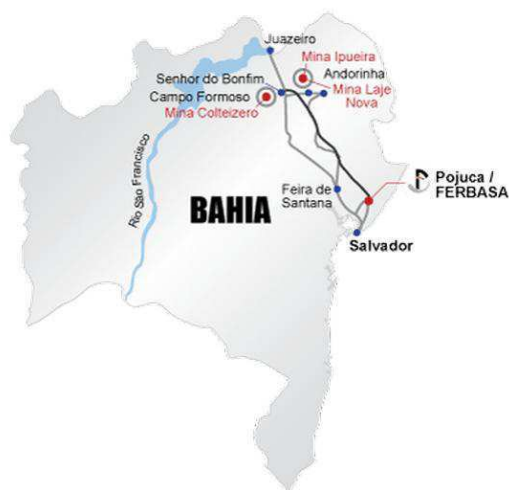 Juazeiro
Mina Ipueira
Senhor do Bonfim
Andorinha
Campo Formoso
Mina Laje
Nova
Mina Colteizero
Rio São Francisco
Pojuca /
FERBASA
Feira de
Santana
BAHIA
Salvador